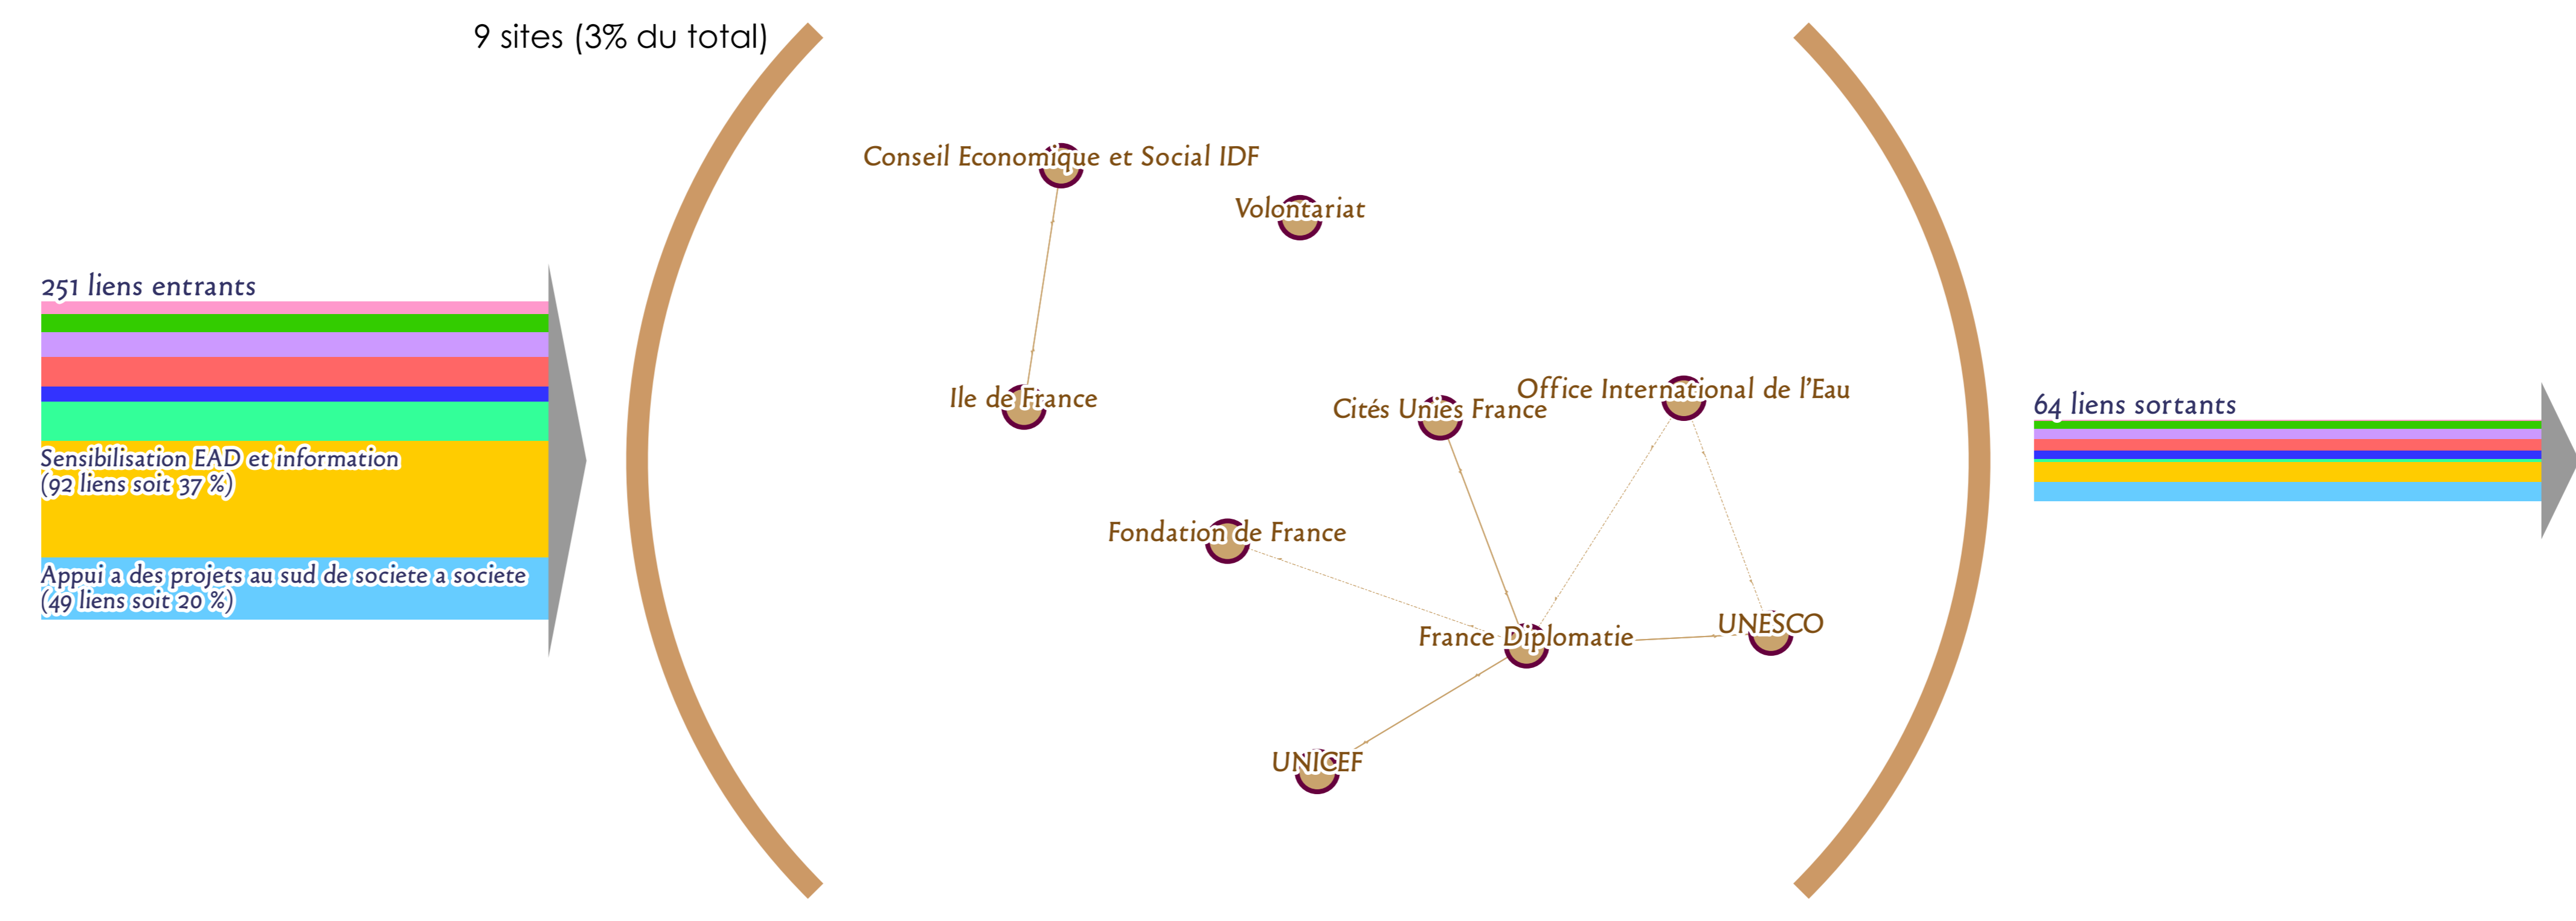 9 sites (3% du total)
Conseil Economique et Social IDF
Volontariat
251 liens entrants
Ile de France
Cités Unies France
Office International de l'Eau
64 liens sortants
Sensibilisation EAD et information
(92 liens soit 37 %)
Fondation de France
Appui a des projets au sud de societe a societe
(49 liens soit 20 %)
France Diplomatie
UNESCO
UNICEF